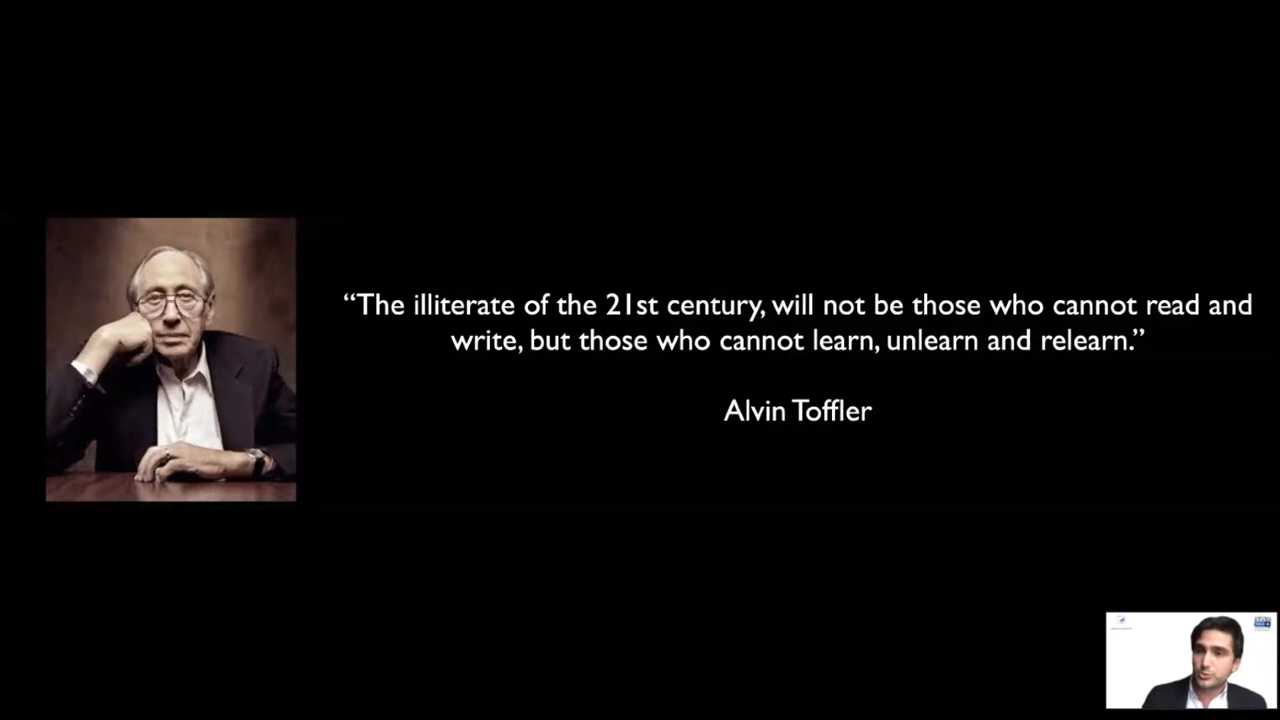 “The illiterate of the 21st century, will not be those who cannot read and
write, but those who cannot learn, unlearn and relearn.”
Alvin Toffler